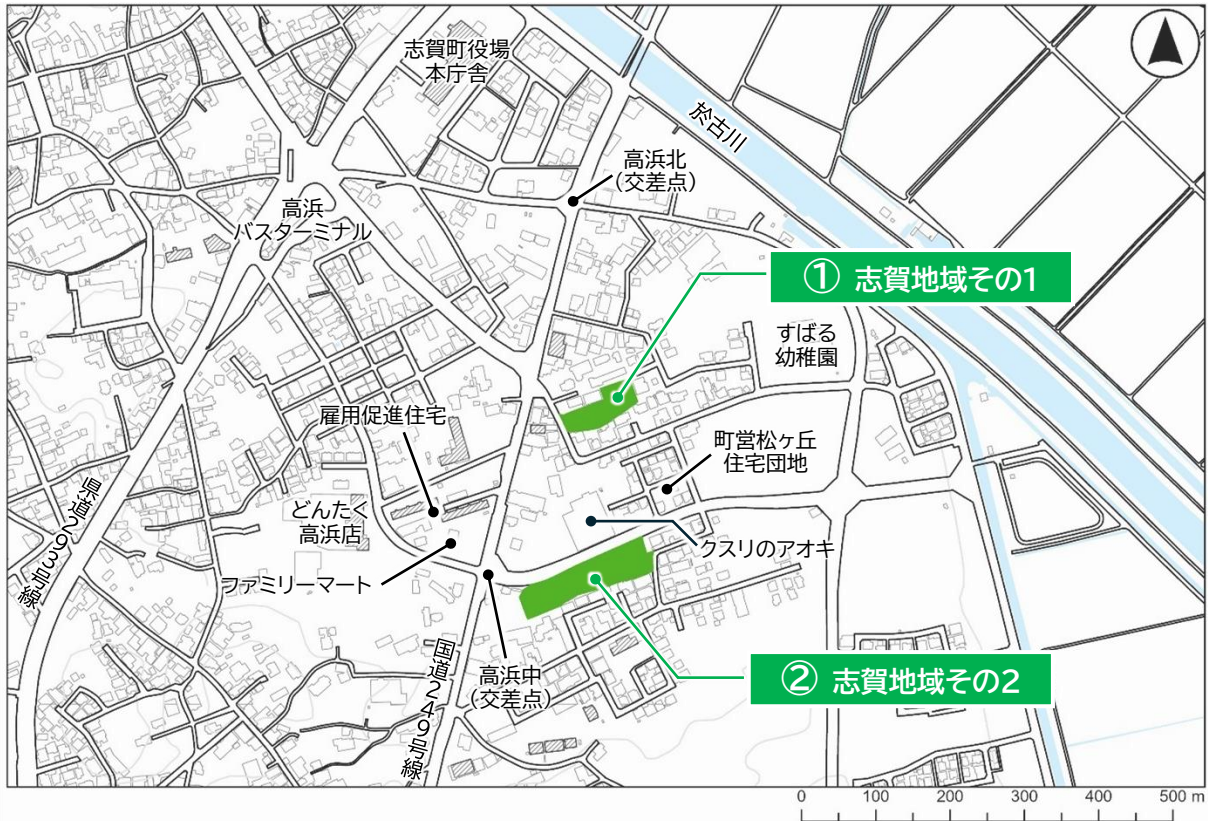 志賀町役場
本庁舎
於古川
高浜北
(交差点)
高浜
バスターミナル
① 志賀地域その1
すばる
幼稚園
雇用促進住宅
町営松ヶ丘
住宅団地
県道293号線
どんたく
高浜店
クスリのアオキ
ファミリーマート
国道249号線
高浜中
(交差点)
② 志賀地域その2
0 100 200 300 400 500 m